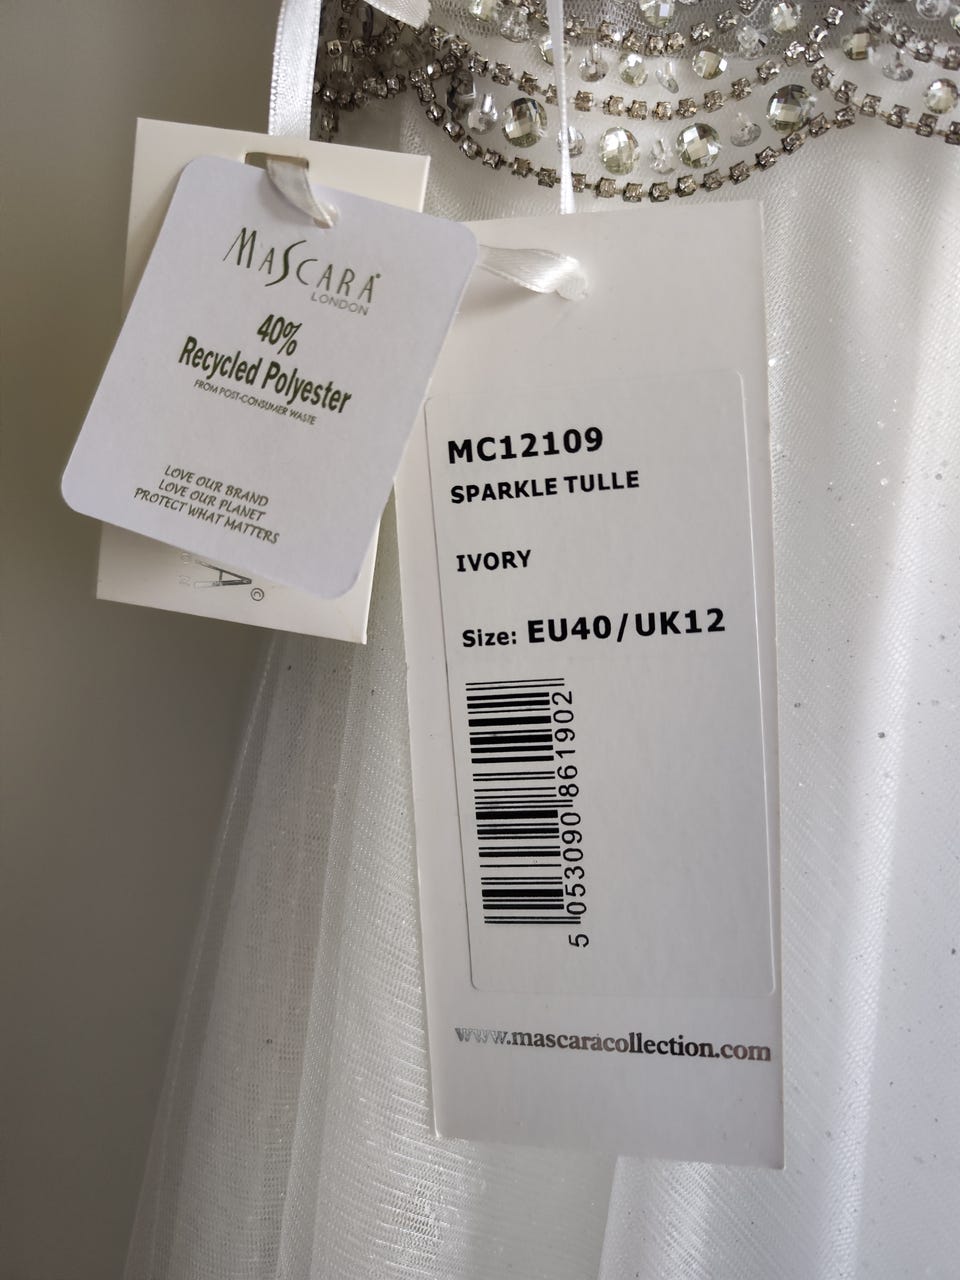 MASCARA®
LONDON
40%
Recycled Polyester
FROM POST-CONSUMER WASTE
LOVE OUR BRAND
LOVE OUR PLANET
PROTECT WHAT MATTERS
©
MC12109
SPARKLE TULLE
IVORY
Size: EU40/UK12
5 053090 861902
www.mascaracollection.com